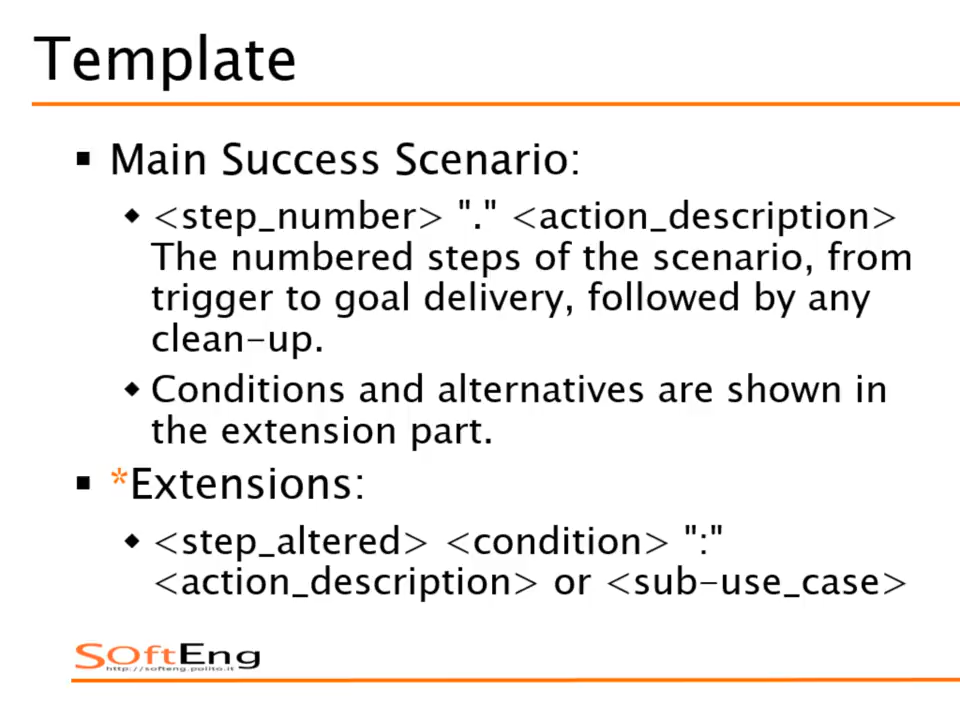 Template
▪ Main Success Scenario:
◆ <step_number> "." <action_description>
The numbered steps of the scenario, from
trigger to goal delivery, followed by any
clean-up.
◆ Conditions and alternatives are shown in
the extension part.
▪ *Extensions:
◆ <step_altered> <condition> ":"
<action_description> or <sub-use_case>
SOftEng
http://softeng.polito.it